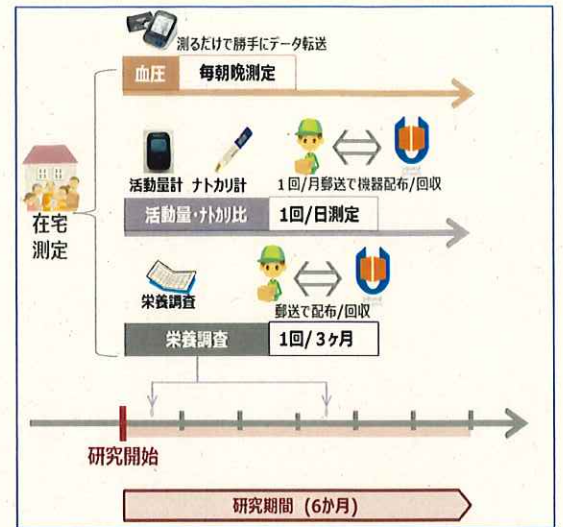 測るだけで勝手にデータ転送
血圧 毎朝晩測定
活動量計 ナトカリ計
1回/月郵送で機器配布/回収
活動量・ナトカリ比 1回/日測定
在宅
測定
栄養調査
郵送で配布/回収
栄養調査 1回/3ヶ月
研究開始
研究期間 (6か月)